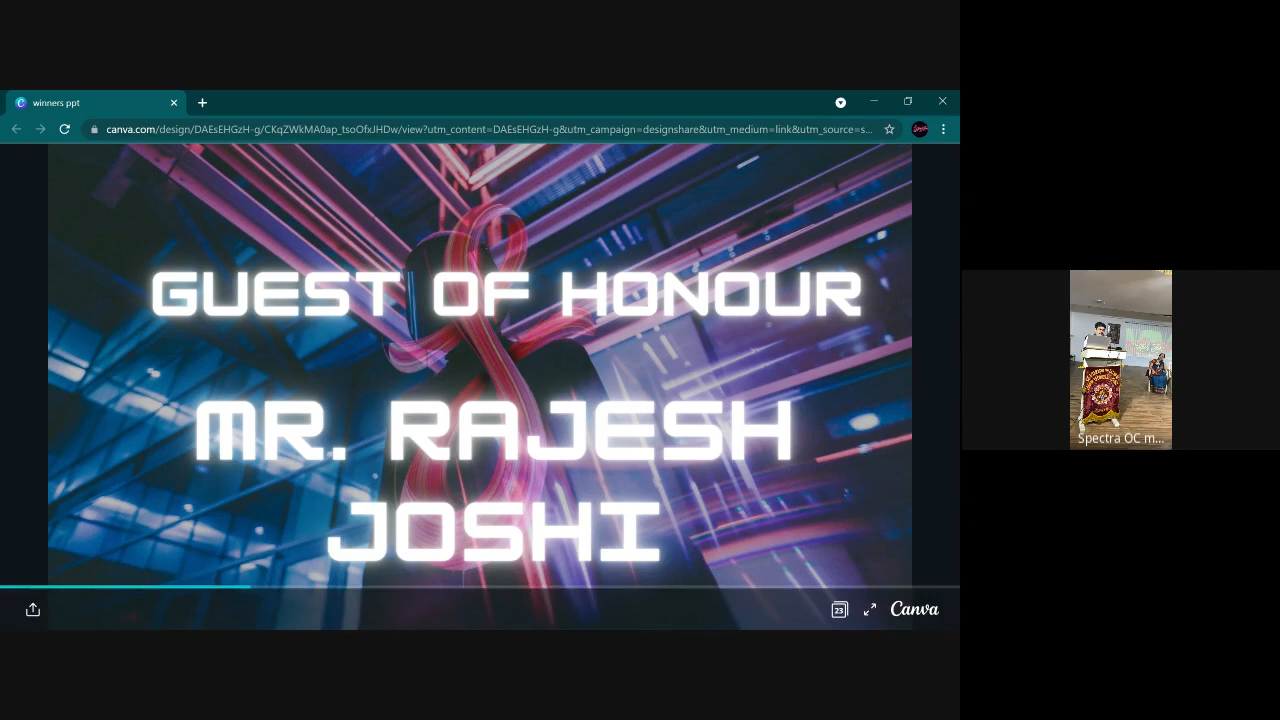 winners ppt
canva.com/design/DAEsEHGzH-g/CKqZWkMA0ap_tsoOfxJHDw/view?utm_content=DAEsEHGzH-g&utm_campaign=designshare&utm_medium=link&utm_source=s...
GUEST OF HONOUR
MR. RAJESH
JOSHI
23
Canva
Spectra OC m...